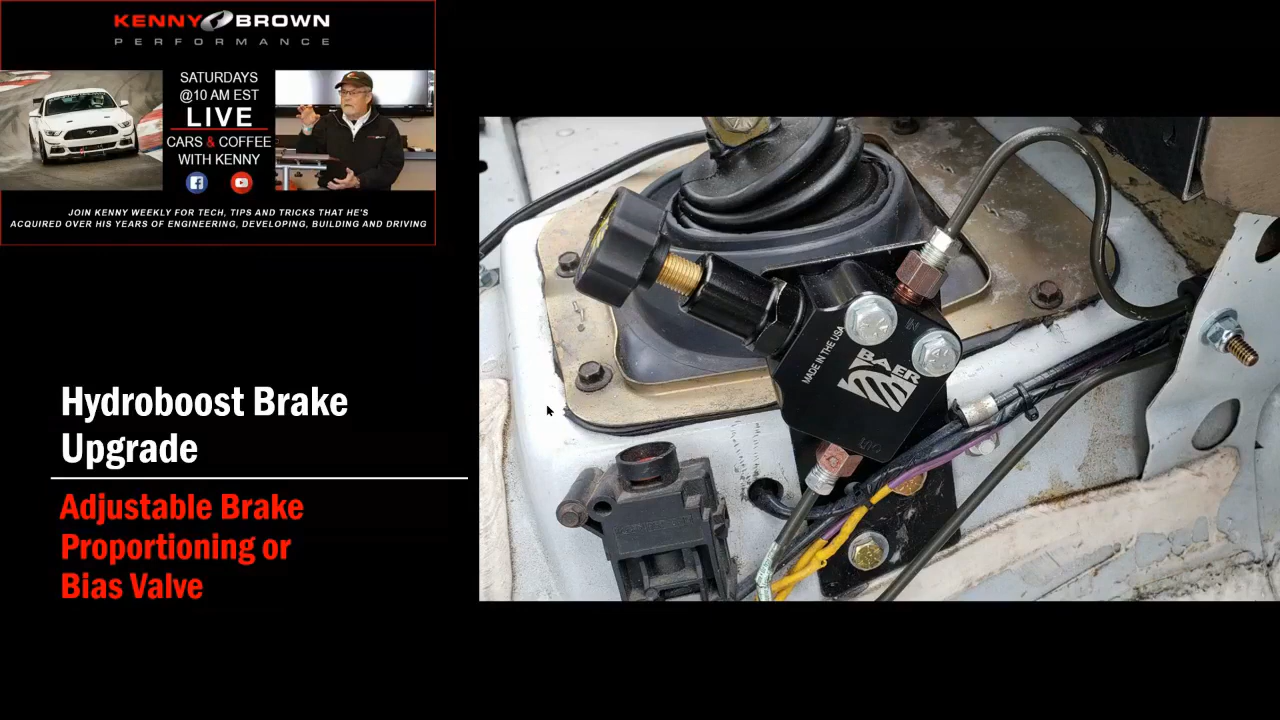 KENNY BROWN
PERFORMANCE
SATURDAYS
@10 AM EST
LIVE
CARS & COFFEE
WITH KENNY
JOIN KENNY WEEKLY FOR TECH, TIPS AND TRICKS THAT HE'S
ACQUIRED OVER HIS YEARS OF ENGINEERING, DEVELOPING, BUILDING AND DRIVING
Hydroboost Brake
Upgrade
Adjustable Brake
Proportioning or
Bias Valve
IN
MADE IN THE USA
BAER
OUT